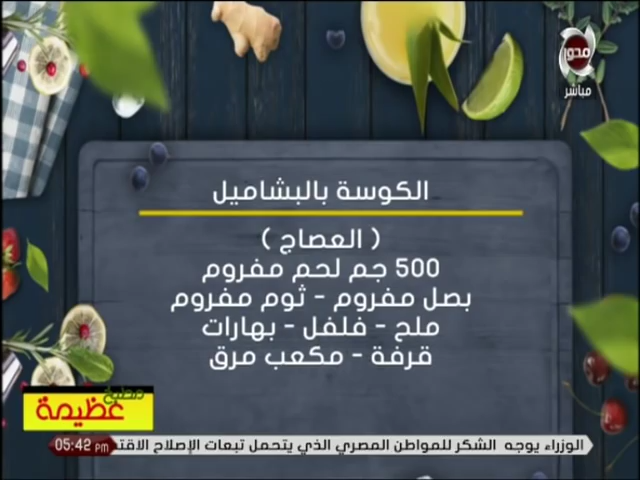 محور
مباشر
الكوسة بالبشاميل
( العصاج )
500 جم لحم مفروم
بصل مفروم - ثوم مفروم
ملح - فلفل - بهارات
قرفة - مكعب مرق
مطبخ
عظيمة
05:42 pm
الوزراء يوجه الشكر للمواطن المصري الذي يتحمل تبعات الإصلاح الاقت